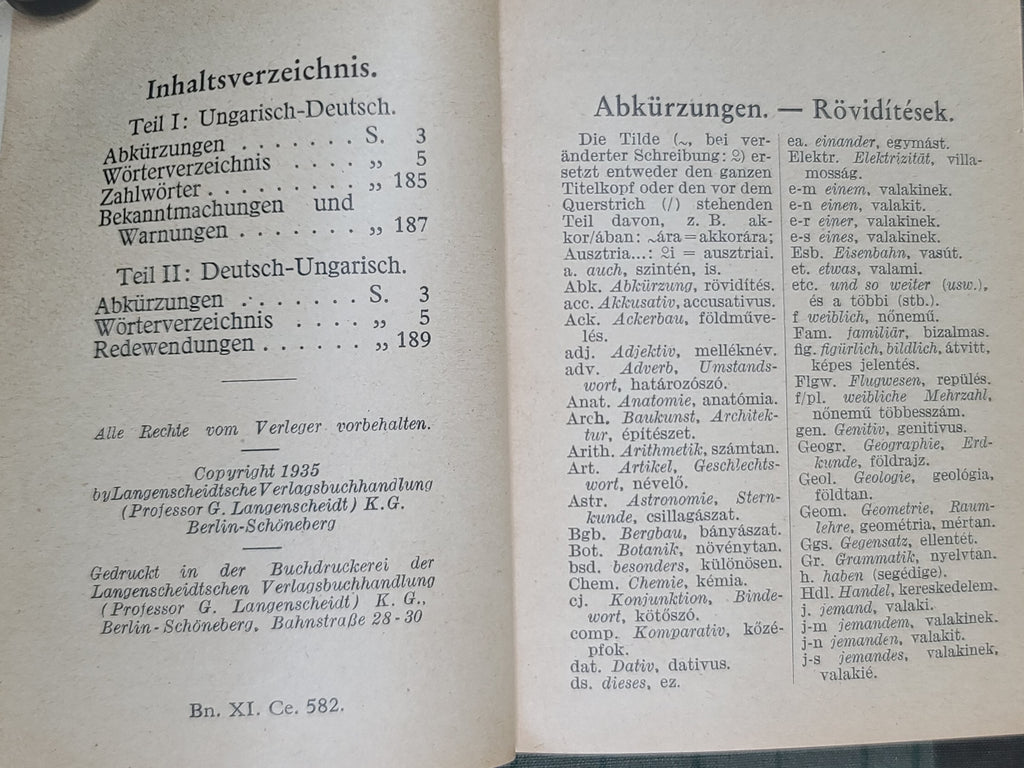 Inhaltsverzeichnis.
Teil I: Ungarisch-Deutsch.
Abkürzungen . . . . . . . S. 3
Wörterverzeichnis . . . . „ 5
Zahlwörter . . . . . . . . . „ 185
Bekanntmachungen und
Warnungen . . . . . . . „ 187
Teil II: Deutsch-Ungarisch.
Abkürzungen . . . . . . . S. 3
Wörterverzeichnis . . . . „ 5
Redewendungen . . . . . . „ 189
Alle Rechte vom Verleger vorbehalten.
Copyright 1935
by Langenscheidtsche Verlagsbuchhandlung
(Professor G. Langenscheidt) K.G.
Berlin-Schöneberg
Gedruckt in der Buchdruckerei der
Langenscheidtschen Verlagsbuchhandlung
(Professor G. Langenscheidt) K. G.,
Berlin-Schöneberg, Bahnstraße 28-30
Bn. XI. Ce. 582.
Abkürzungen. — Rövidítések.
Die Tilde (~, bei ver-
änderter Schreibung: ♎) er-
setzt entweder den ganzen
Titelkopf oder den vor dem
Querstrich (/) stehenden
Teil davon, z. B. ak-
kor/ában: ~ára = akkorára;
Ausztria...: ♎i = ausztriai.
a. auch, szintén, is.
Abk. Abkürzung, rövidítés.
acc. Akkusativ, accusativus.
Ack. Ackerbau, földműve-
lés.
adj. Adjektiv, melléknév.
adv. Adverb, Umstands-
wort, határozószó.
Anat. Anatomie, anatómia.
Arch. Baukunst, Architek-
tur, építészet.
Arith. Arithmetik, számtan.
Art. Artikel, Geschlechts-
wort, névelő.
Astr. Astronomie, Stern-
kunde, csillagászat.
Bgb. Bergbau, bányászat.
Bot. Botanik, növénytan.
bsd. besonders, különösen.
Chem. Chemie, kémia.
cj. Konjunktion, Binde-
wort, kötőszó.
comp. Komparativ, közé-
pfok.
dat. Dativ, dativus.
ds. dieses, ez.
ea. einander, egymást.
Elektr. Elektrizität, villa-
mosság.
e-m einem, valakinek.
e-n einen, valakit.
e-r einer, valakinek.
e-s eines, valakinek.
Esb. Eisenbahn, vasút.
et. etwas, valami.
etc. und so weiter (usw.),
és a többi (stb.).
f weiblich, nőnemű.
Fam. familiär, bizalmas.
fig. figürlich, bildlich, átvitt,
képes jelentés.
Flgw. Flugwesen, repülés.
f/pl. weibliche Mehrzahl,
nőnemű többesszám.
gen. Genitiv, genitivus.
Geogr. Geographie, Erd-
kunde, földrajz.
Geol. Geologie, geológia,
földtan.
Geom. Geometrie, Raum-
lehre, geométria, mértan.
Ggs. Gegensatz, ellentét.
Gr. Grammatik, nyelvtan.
h. haben (segédige).
Hdl. Handel, kereskedelem.
j. jemand, valaki.
j-m jemandem, valakinek.
j-n jemanden, valakit.
j-s jemandes, valakinek,
valakié.